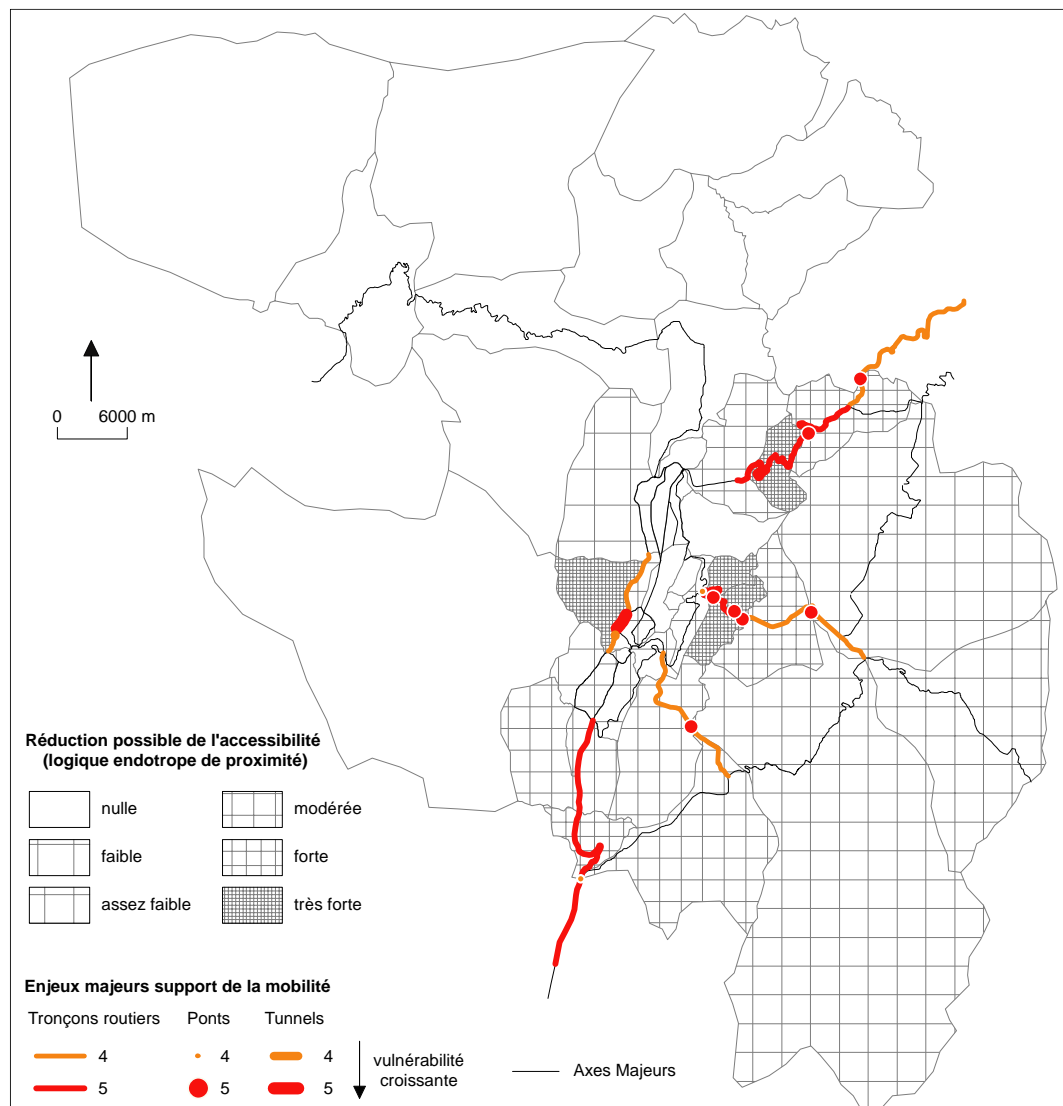 0 6000 m
Réduction possible de l'accessibilité
(logique endotrope de proximité)
nulle modérée
faible forte
assez faible très forte
Enjeux majeurs support de la mobilité
Tronçons routiers Ponts Tunnels
4 4 4
5 5 5
vulnérabilité
croissante
Axes Majeurs